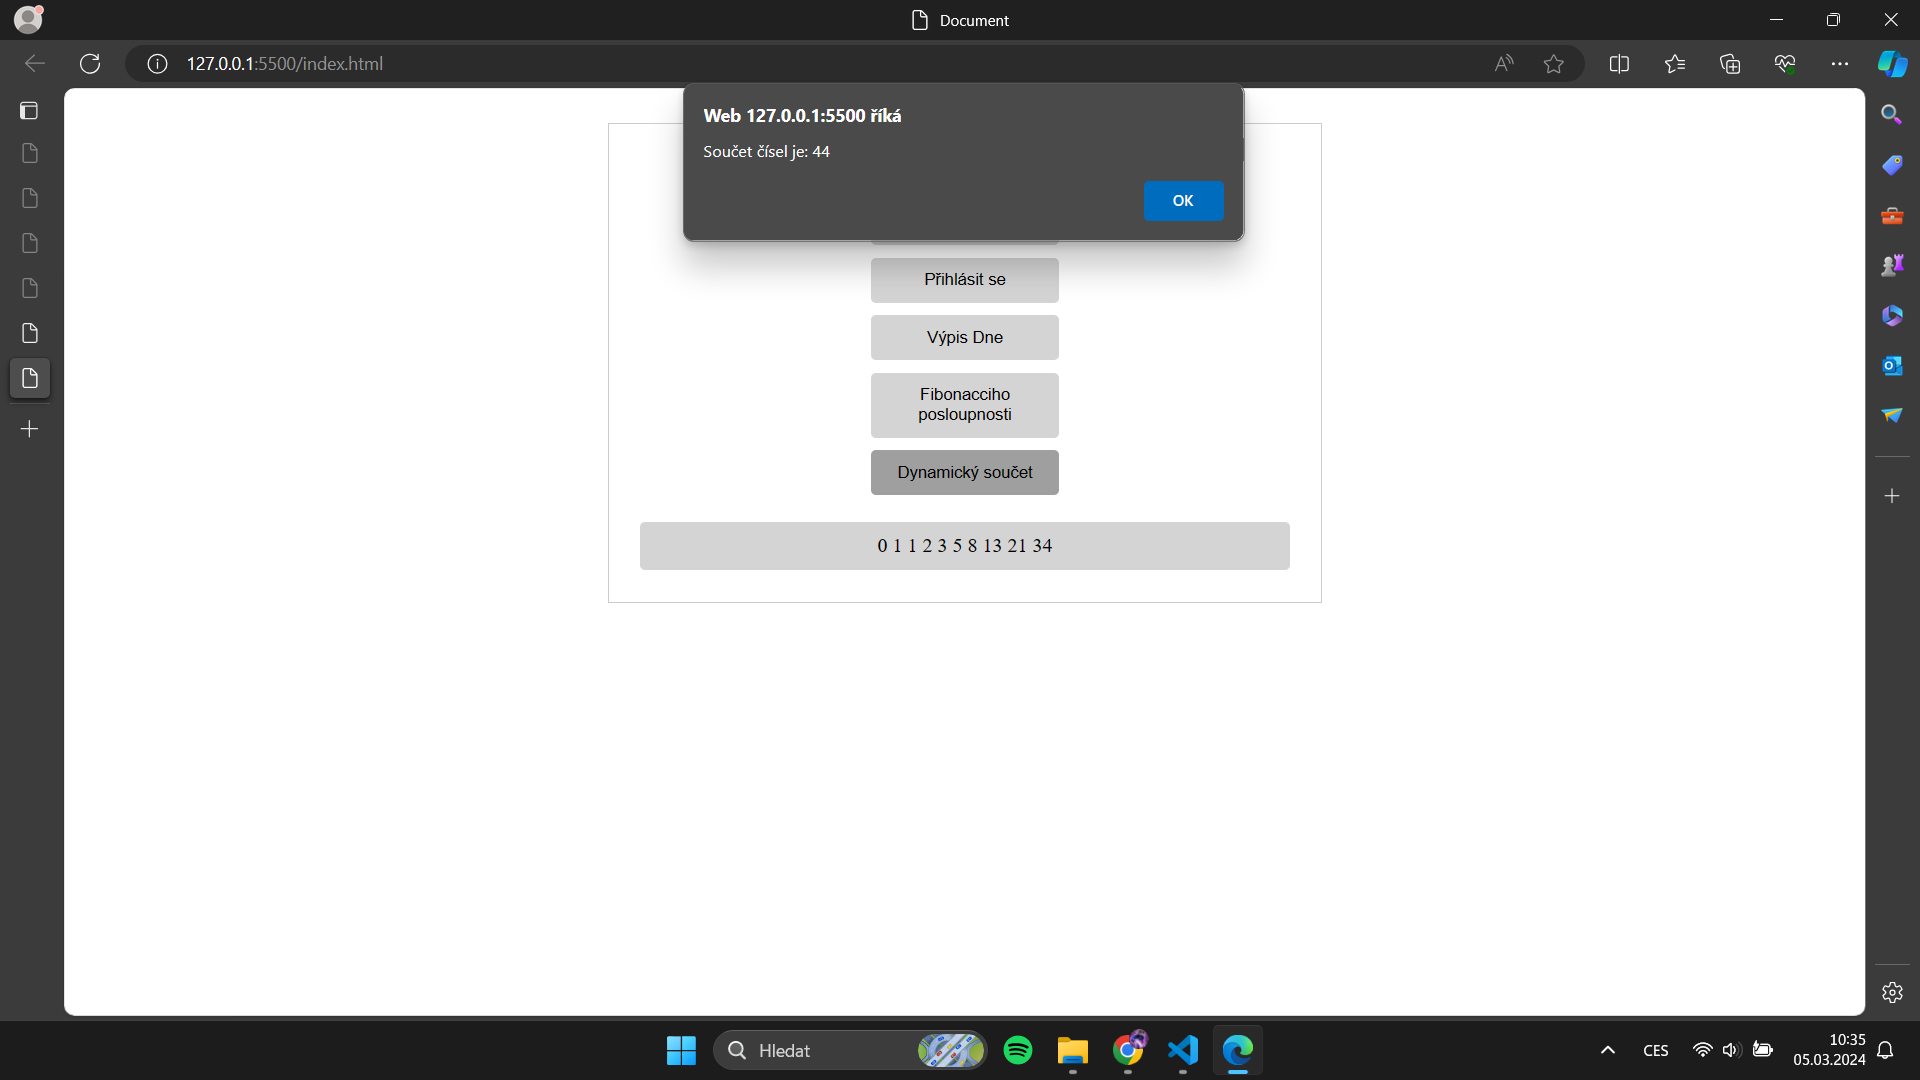 Document
127.0.0.1:5500/index.html
Web 127.0.0.1:5500 říká
Součet čísel je: 44
OK
Přihlásit se
Výpis Dne
Fibonacciho
posloupnosti
Dynamický součet
0 1 1 2 3 5 8 13 21 34
Hledat
CES
10:35
05.03.2024